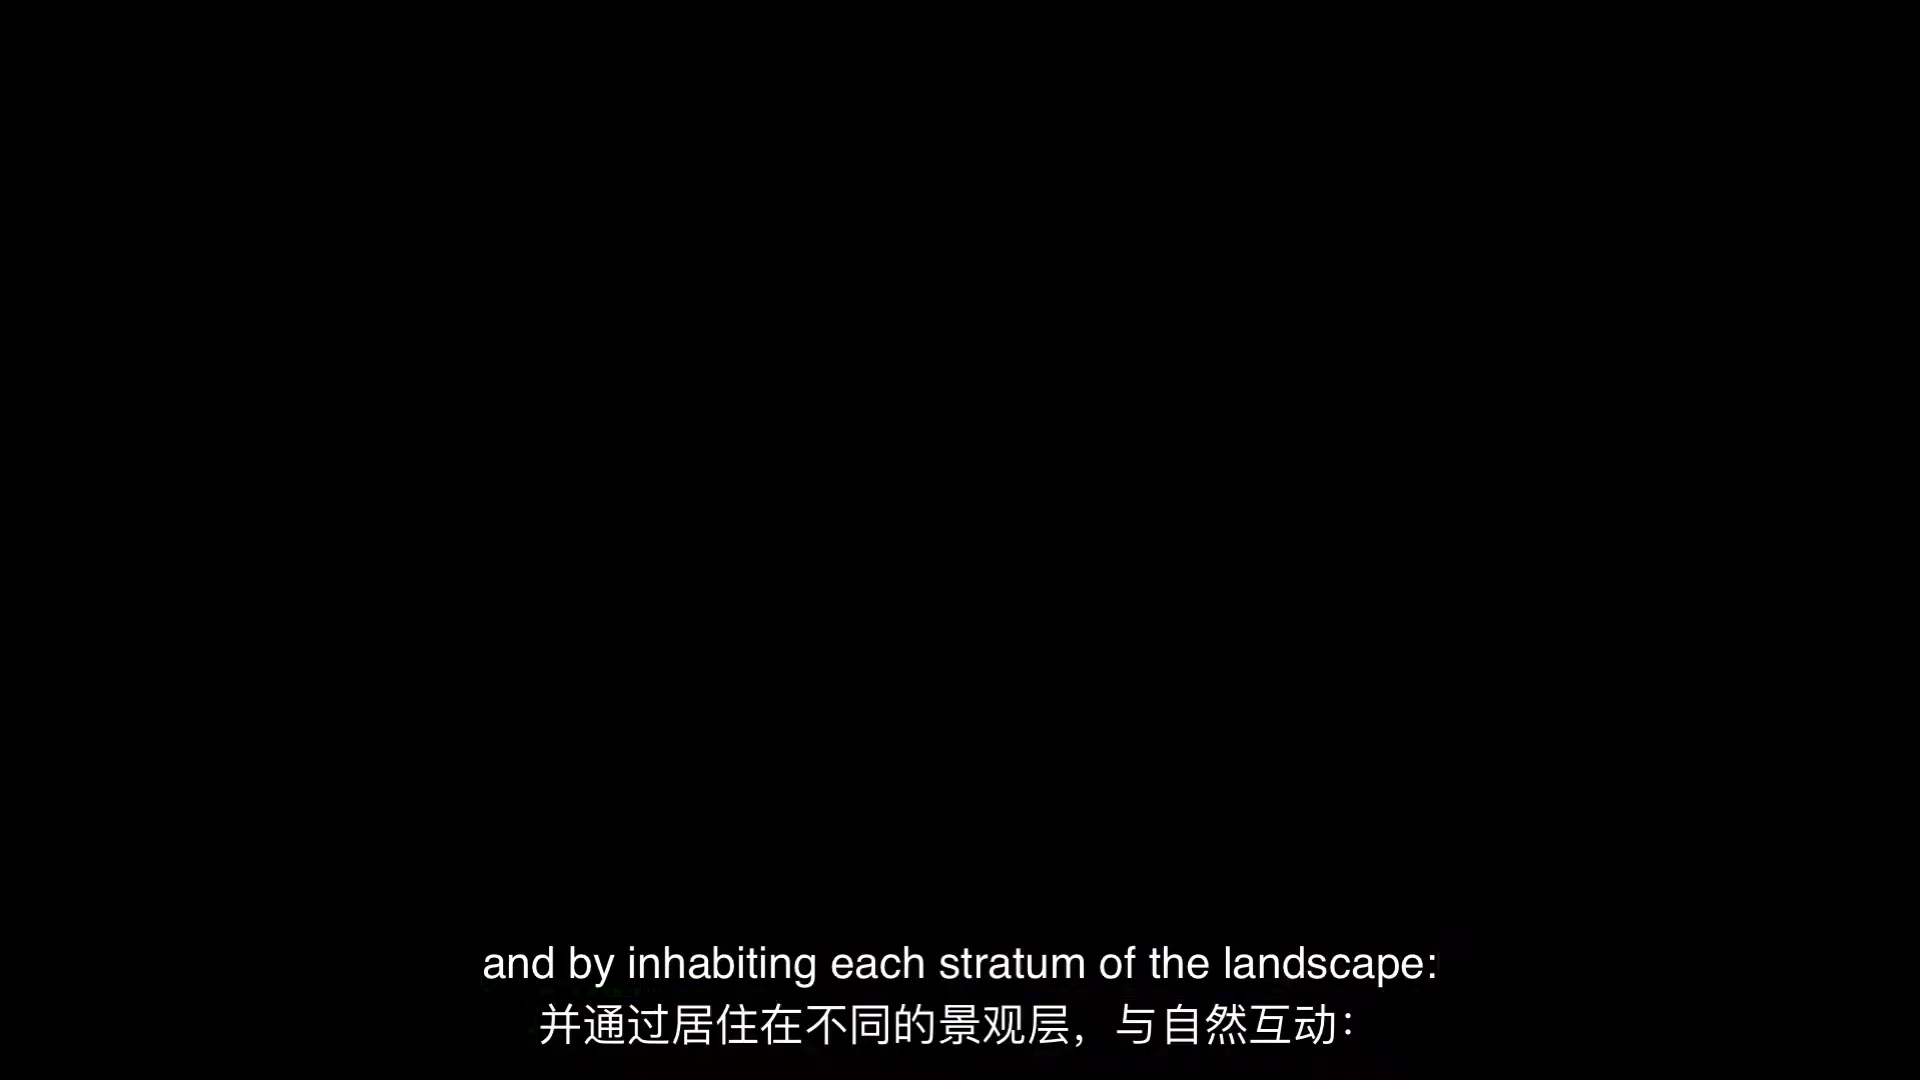 and by inhabiting each stratum of the landscape:
并通过居住在不同的景观层，与自然互动：